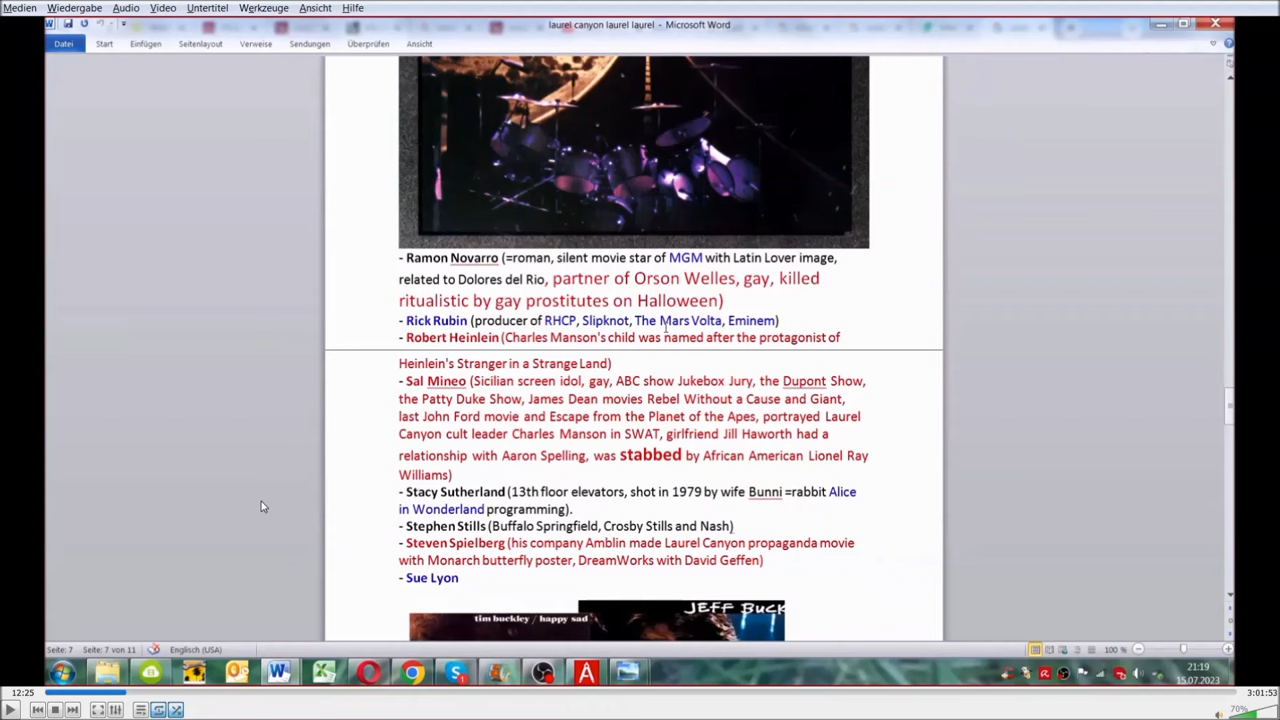 Medien Wiedergabe Audio Video Untertitel Werkzeuge Ansicht Hilfe
laurel canyon laurel laurel - Microsoft Word
Datei Start Einfügen Seitenlayout Verweise Sendungen Überprüfen Ansicht
- Ramon Novarro (=roman, silent movie star of MGM with Latin Lover image,
related to Dolores del Rio, partner of Orson Welles, gay, killed
ritualistic by gay prostitutes on Halloween)
- Rick Rubin (producer of RHCP, Slipknot, The Mars Volta, Eminem)
- Robert Heinlein (Charles Manson's child was named after the protagonist of
Heinlein's Stranger in a Strange Land)
- Sal Mineo (Sicilian screen idol, gay, ABC show Jukebox Jury, the Dupont Show,
the Patty Duke Show, James Dean movies Rebel Without a Cause and Giant,
last John Ford movie and Escape from the Planet of the Apes, portrayed Laurel
Canyon cult leader Charles Manson in SWAT, girlfriend Jill Haworth had a
relationship with Aaron Spelling, was stabbed by African American Lionel Ray
Williams)
- Stacy Sutherland (13th floor elevators, shot in 1979 by wife Bunni =rabbit Alice
in Wonderland programming).
- Stephen Stills (Buffalo Springfield, Crosby Stills and Nash)
- Steven Spielberg (his company Amblin made Laurel Canyon propaganda movie
with Monarch butterfly poster, DreamWorks with David Geffen)
- Sue Lyon
JEFF BUCK
tim buckley / happy sad
Seite: 7 Seite: 7 von 11 Englisch (USA) 100 %
21:19
15.07.2023
12:25 3:01:53
70%